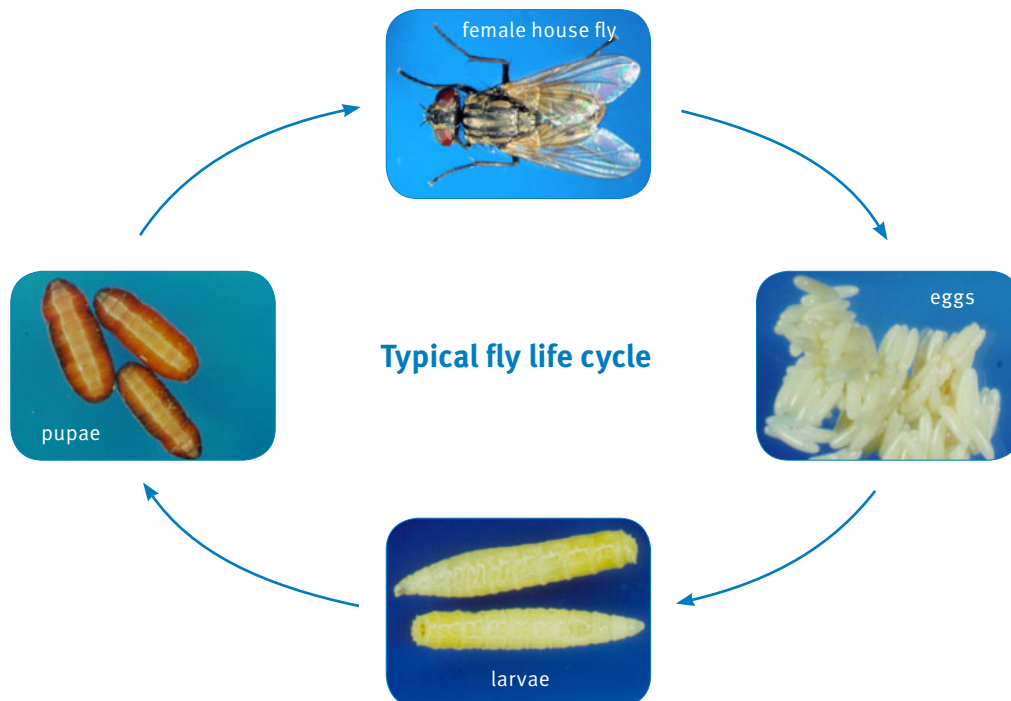 female house fly
eggs
Typical fly life cycle
pupae
larvae